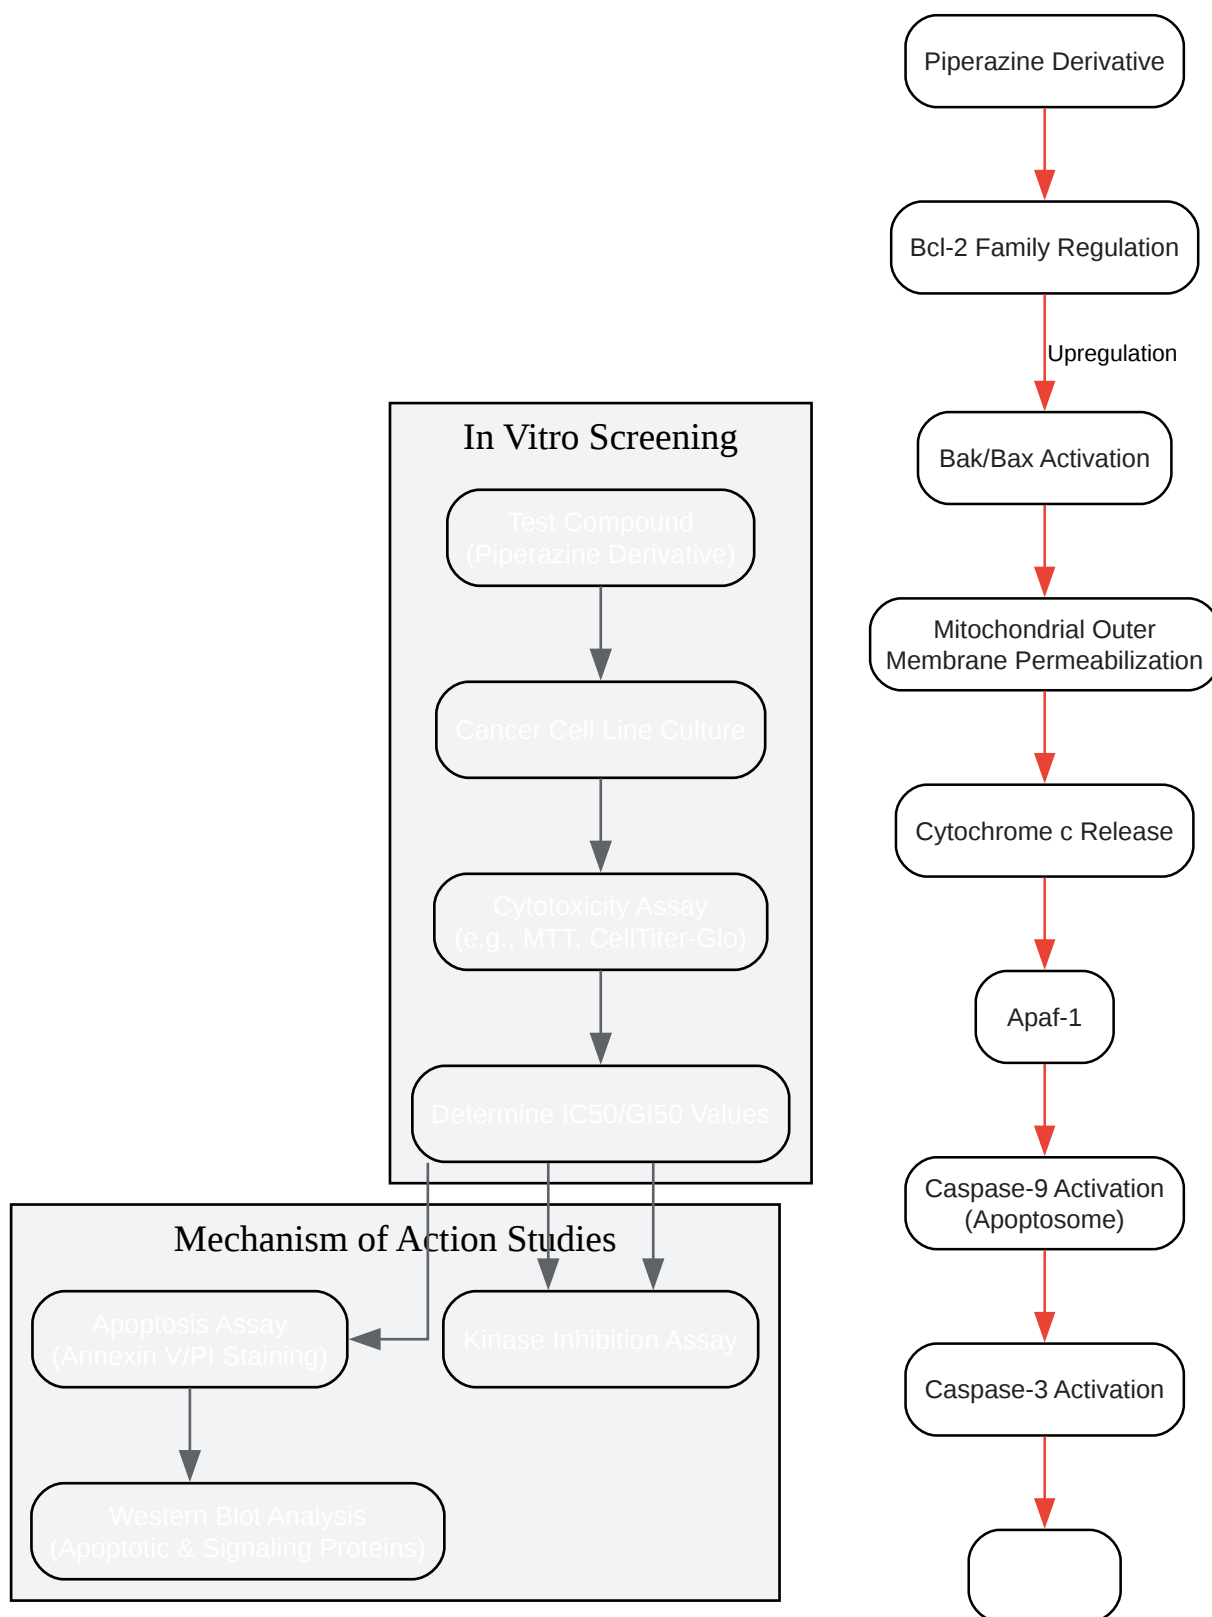 Piperazine Derivative
Bcl-2 Family Regulation
Upregulation
Bak/Bax Activation
Mitochondrial Outer
Membrane Permeabilization
Cytochrome c Release
Apaf-1
Caspase-9 Activation
(Apoptosome)
Caspase-3 Activation
In Vitro Screening
Test Compound
(Piperazine Derivative)
Cancer Cell Line Culture
Cytotoxicity Assay
(e.g., MTT, CellTiter-Glo)
Determine IC50/GI50 Values
Mechanism of Action Studies
Apoptosis Assay
(Annexin V/PI Staining)
Kinase Inhibition Assay
Western Blot Analysis
(Apoptotic & Signaling Proteins)